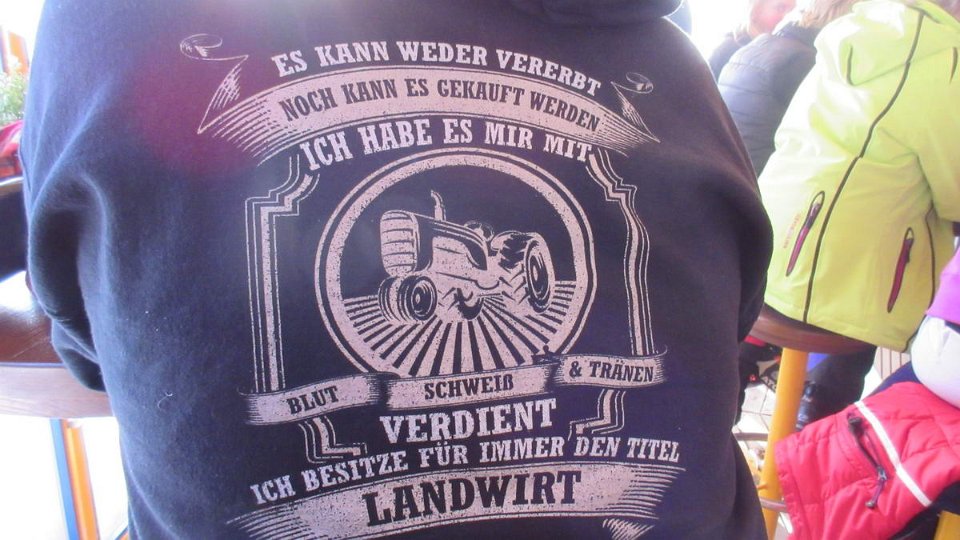 ES KANN WEDER VERERBT
NOCH KANN ES GEKAUFT WERDEN
ICH HABE ES MIR MIT
BLUT SCHWEIß & TRÄNEN
VERDIENT
ICH BESITZE FÜR IMMER DEN TITEL
LANDWIRT